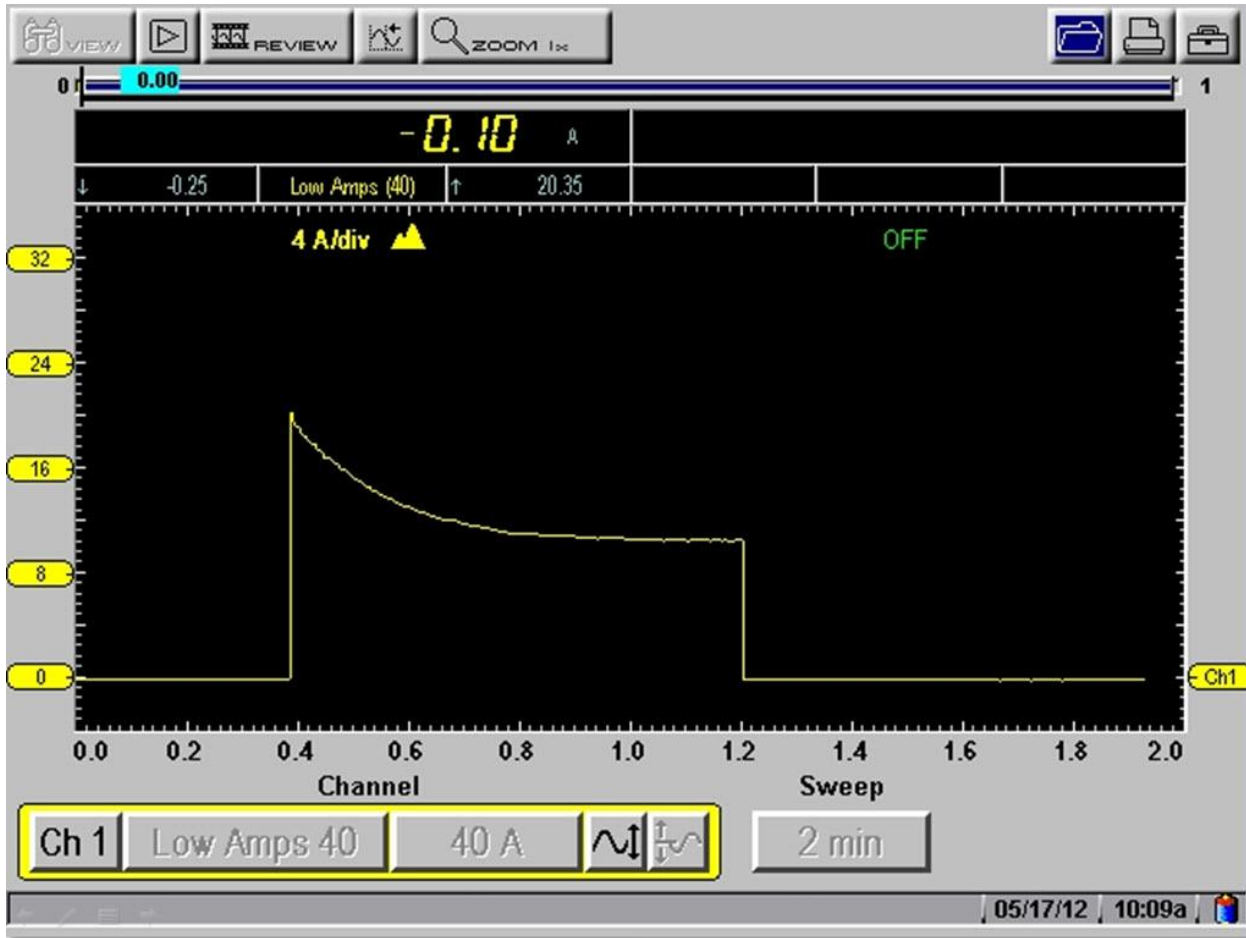 VIEW REVIEW ZOOM 1x
0 0.00 1
-0.10 A
↓ -0.25 Low Amps (40) ↑ 20.35
4 A/div OFF
32
24
16
8
0 Ch1
0.0 0.2 0.4 0.6 0.8 1.0 1.2 1.4 1.6 1.8 2.0
Channel Sweep
Ch 1 Low Amps 40 40 A 2 min
05/17/12 10:09a